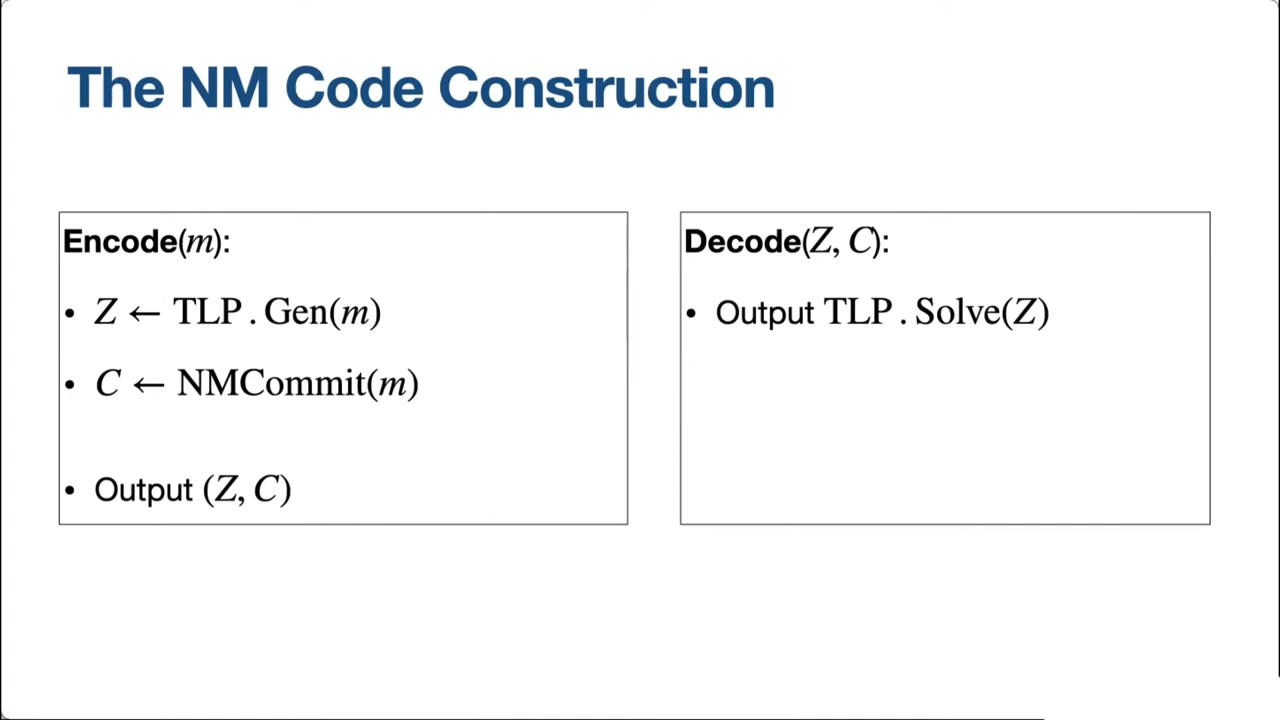 The NM Code Construction
Encode(m):
• Z ← TLP . Gen(m)
• C ← NMCommit(m)
• Output (Z, C)
Decode(Z, C):
• Output TLP . Solve(Z)